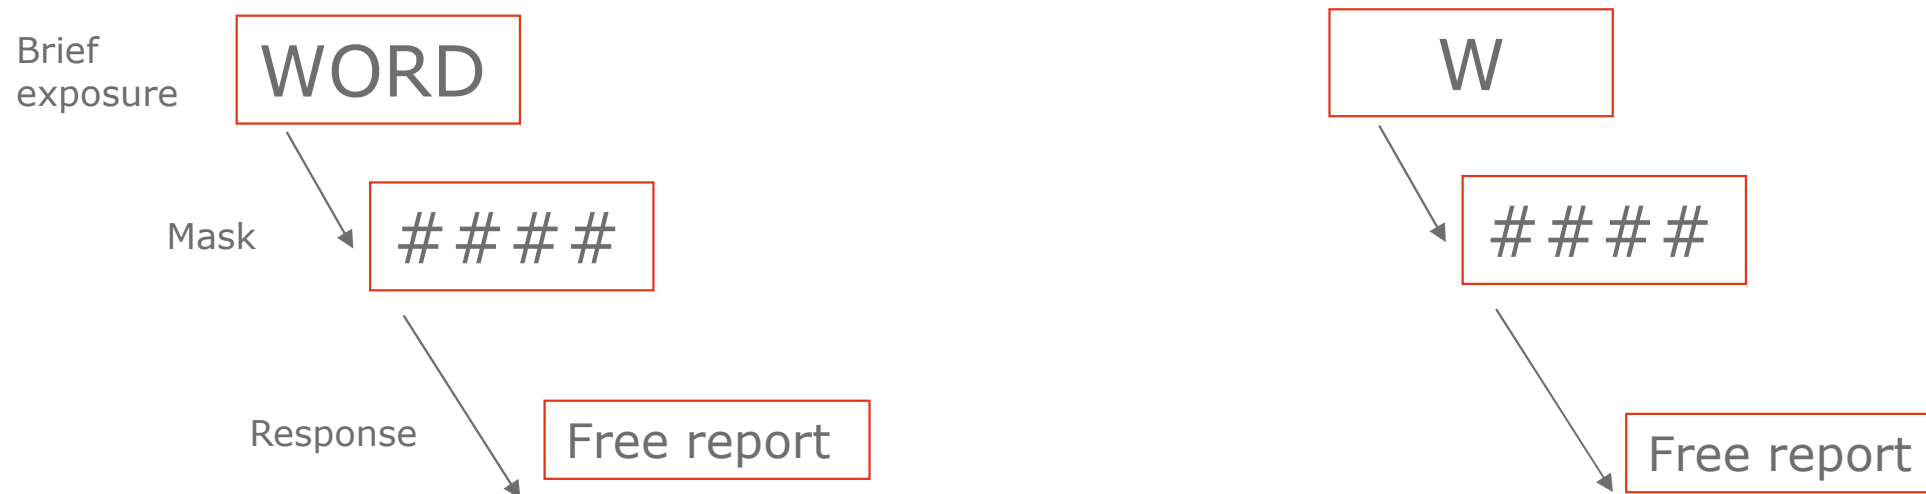 Brief
exposure
WORD
W
Mask
####
####
Response
Free report
Free report